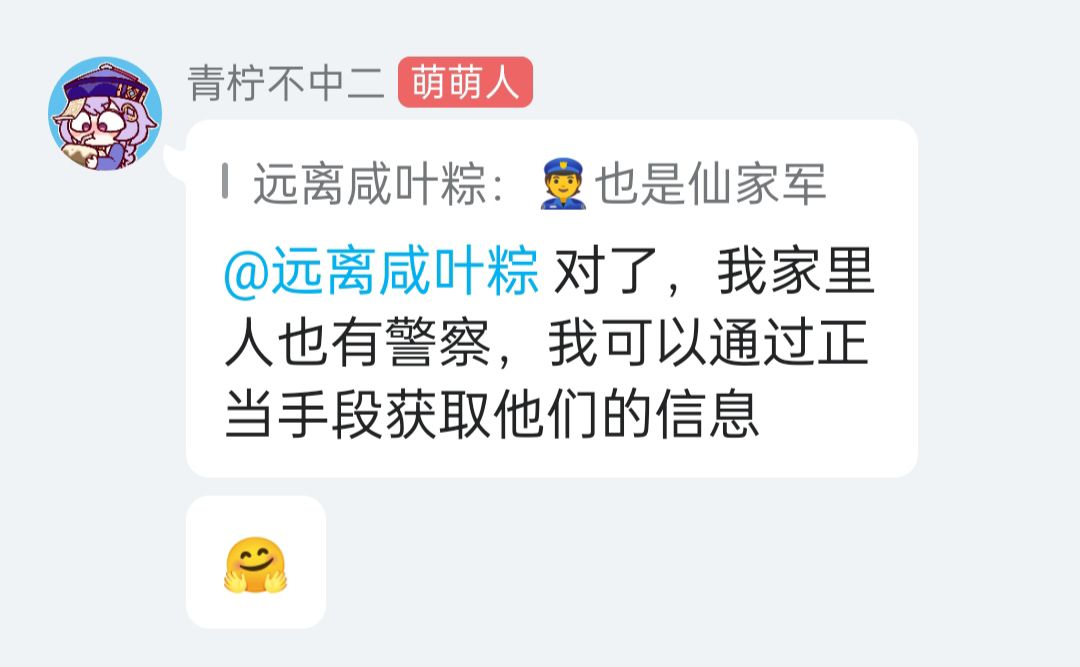 青柠不中二 萌萌人
远离咸叶粽：👮也是仙家军
@远离咸叶粽 对了，我家里
人也有警察，我可以通过正
当手段获取他们的信息
🤗